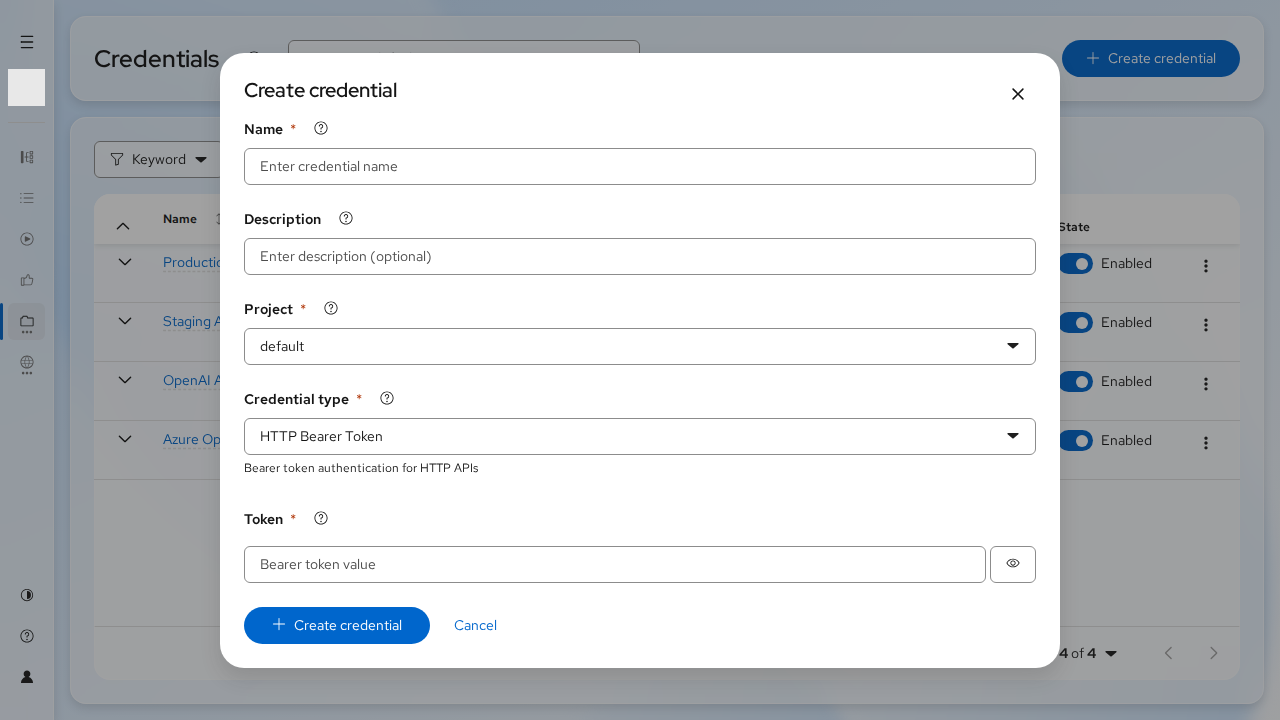 Credentials
Create credential
Create credential
Name *
Enter credential name
Description
Enter description (optional)
Project *
default
Credential type *
HTTP Bearer Token
Bearer token authentication for HTTP APIs
Token *
Bearer token value
Create credential
Cancel
Keyword
Name
State
Enabled
Staging
Enabled
OpenAI
Enabled
Azure
Enabled
4 of 4